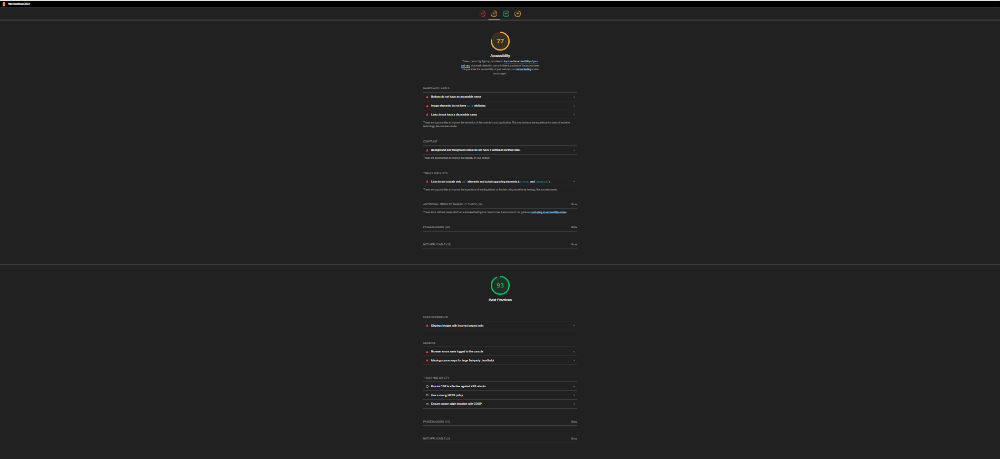 http://localhost:3000/
77
93
77
Accessibility
These checks highlight opportunities to improve the accessibility of your
web app. Automatic detection can only detect a subset of issues and does
not guarantee the accessibility of your web app, so manual testing is also
encouraged.
NAMES AND LABELS
Buttons do not have an accessible name
Image elements do not have [alt] attributes
Links do not have a discernible name
These are opportunities to improve the semantics of the controls in your application. This may enhance the experience for users of assistive
technology, like a screen reader.
CONTRAST
Background and foreground colors do not have a sufficient contrast ratio.
These are opportunities to improve the legibility of your content.
TABLES AND LISTS
Lists do not contain only <li> elements and script supporting elements (<script> and <template>).
These are opportunities to improve the experience of reading tabular or list data using assistive technology, like a screen reader.
ADDITIONAL ITEMS TO MANUALLY CHECK (10) Show
These items address areas which an automated testing tool cannot cover. Learn more in our guide on conducting an accessibility review.
PASSED AUDITS (20) Show
NOT APPLICABLE (32) Show
93
Best Practices
USER EXPERIENCE
Displays images with incorrect aspect ratio
GENERAL
Browser errors were logged to the console
Missing source maps for large first-party JavaScript
TRUST AND SAFETY
Ensure CSP is effective against XSS attacks
Use a strong HSTS policy
Ensure proper origin isolation with COOP
PASSED AUDITS (12) Show
NOT APPLICABLE (2) Show